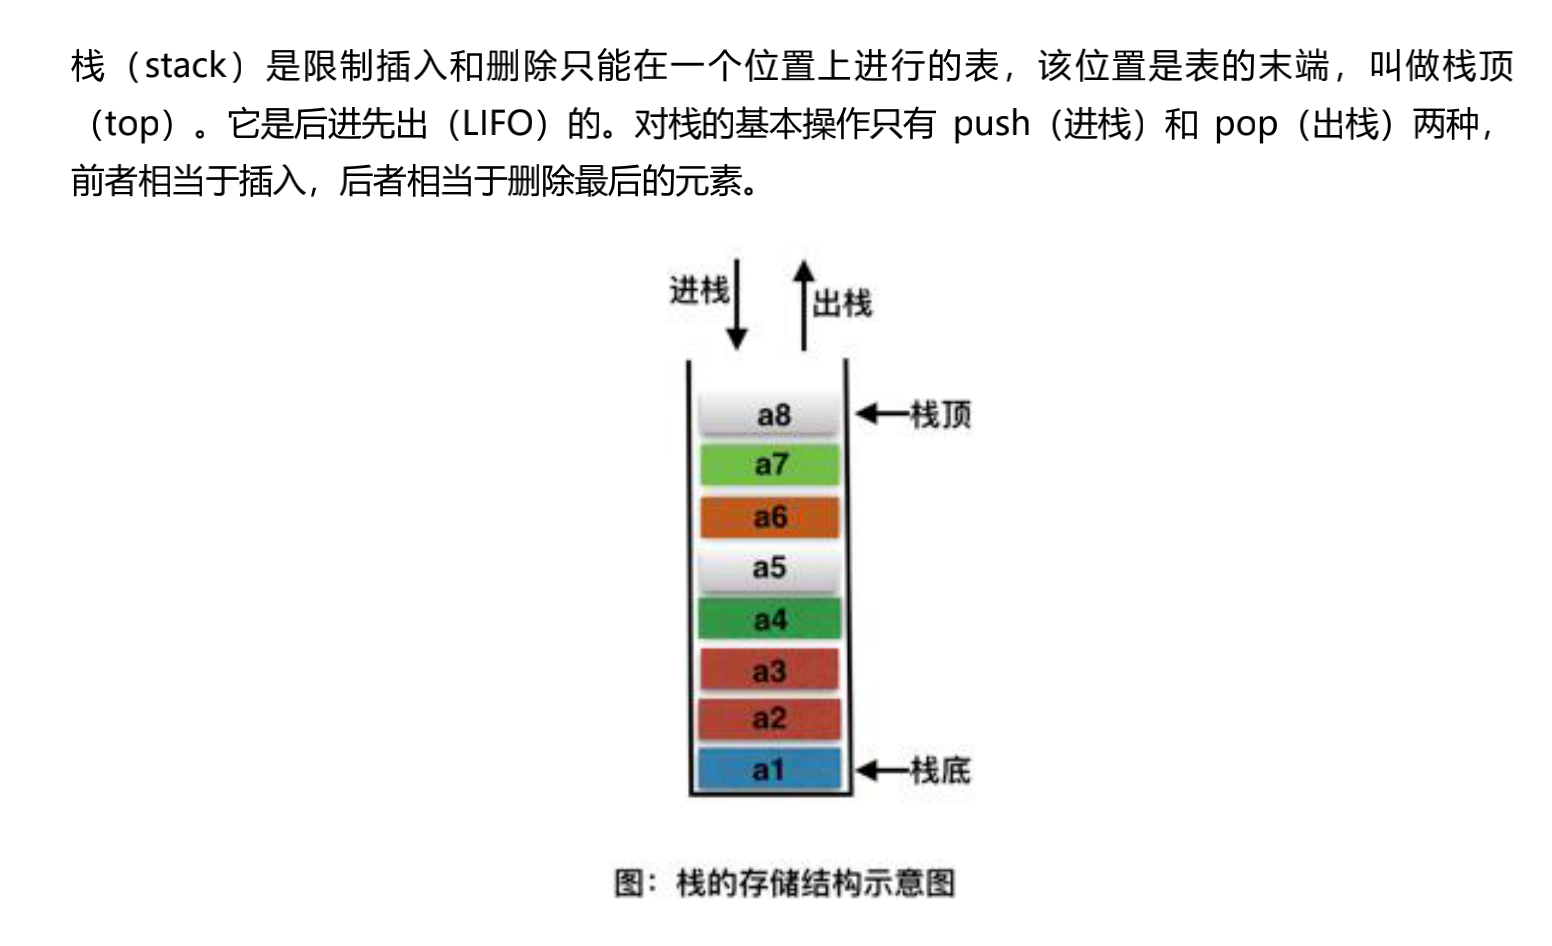 栈（stack）是限制插入和删除只能在一个位置上进行的表，该位置是表的末端，叫做栈顶
（top）。它是后进先出（LIFO）的。对栈的基本操作只有 push（进栈）和 pop（出栈）两种，
前者相当于插入，后者相当于删除最后的元素。
进栈
出栈
a8
栈顶
a7
a6
a5
a4
a3
a2
a1
栈底
图：栈的存储结构示意图